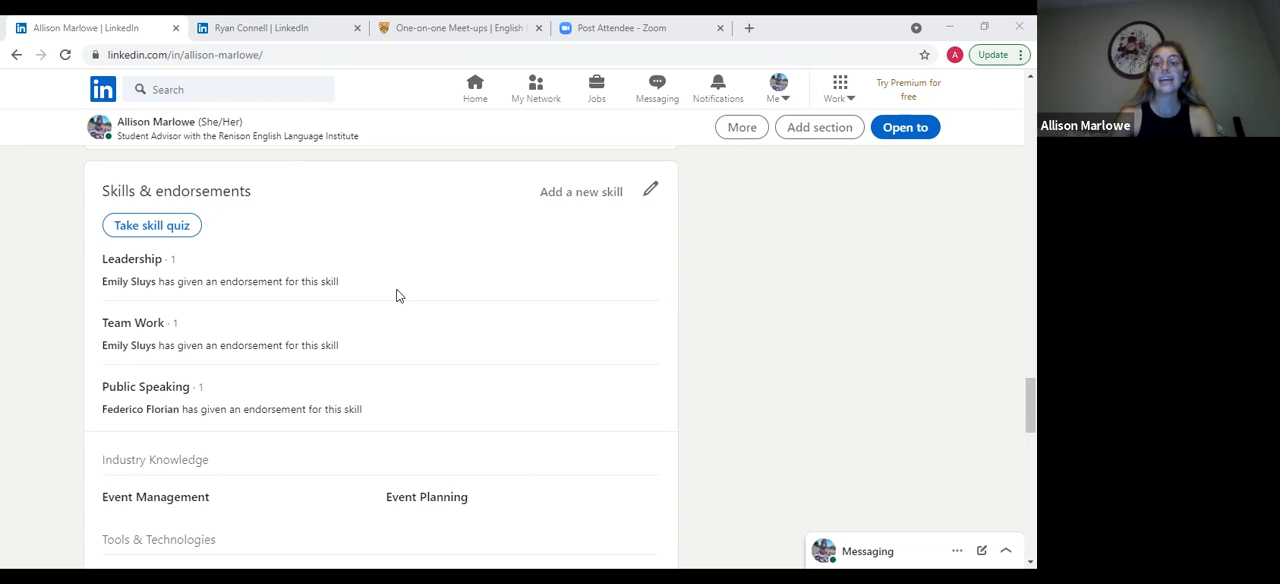 Allison Marlowe | LinkedIn
Ryan Connell | LinkedIn
One-on-one Meet-ups | English
Post Attendee - Zoom
linkedin.com/in/allison-marlowe/
A
Update
in
Search
Home
My Network
Jobs
Messaging
Notifications
Me
Work
Try Premium for
free
Allison Marlowe (She/Her)
Student Advisor with the Renison English Language Institute
More
Add section
Open to
Allison Marlowe
Skills & endorsements
Add a new skill
Take skill quiz
Leadership · 1
Emily Sluys has given an endorsement for this skill
Team Work · 1
Emily Sluys has given an endorsement for this skill
Public Speaking · 1
Federico Florian has given an endorsement for this skill
Industry Knowledge
Event Management
Event Planning
Tools & Technologies
Messaging